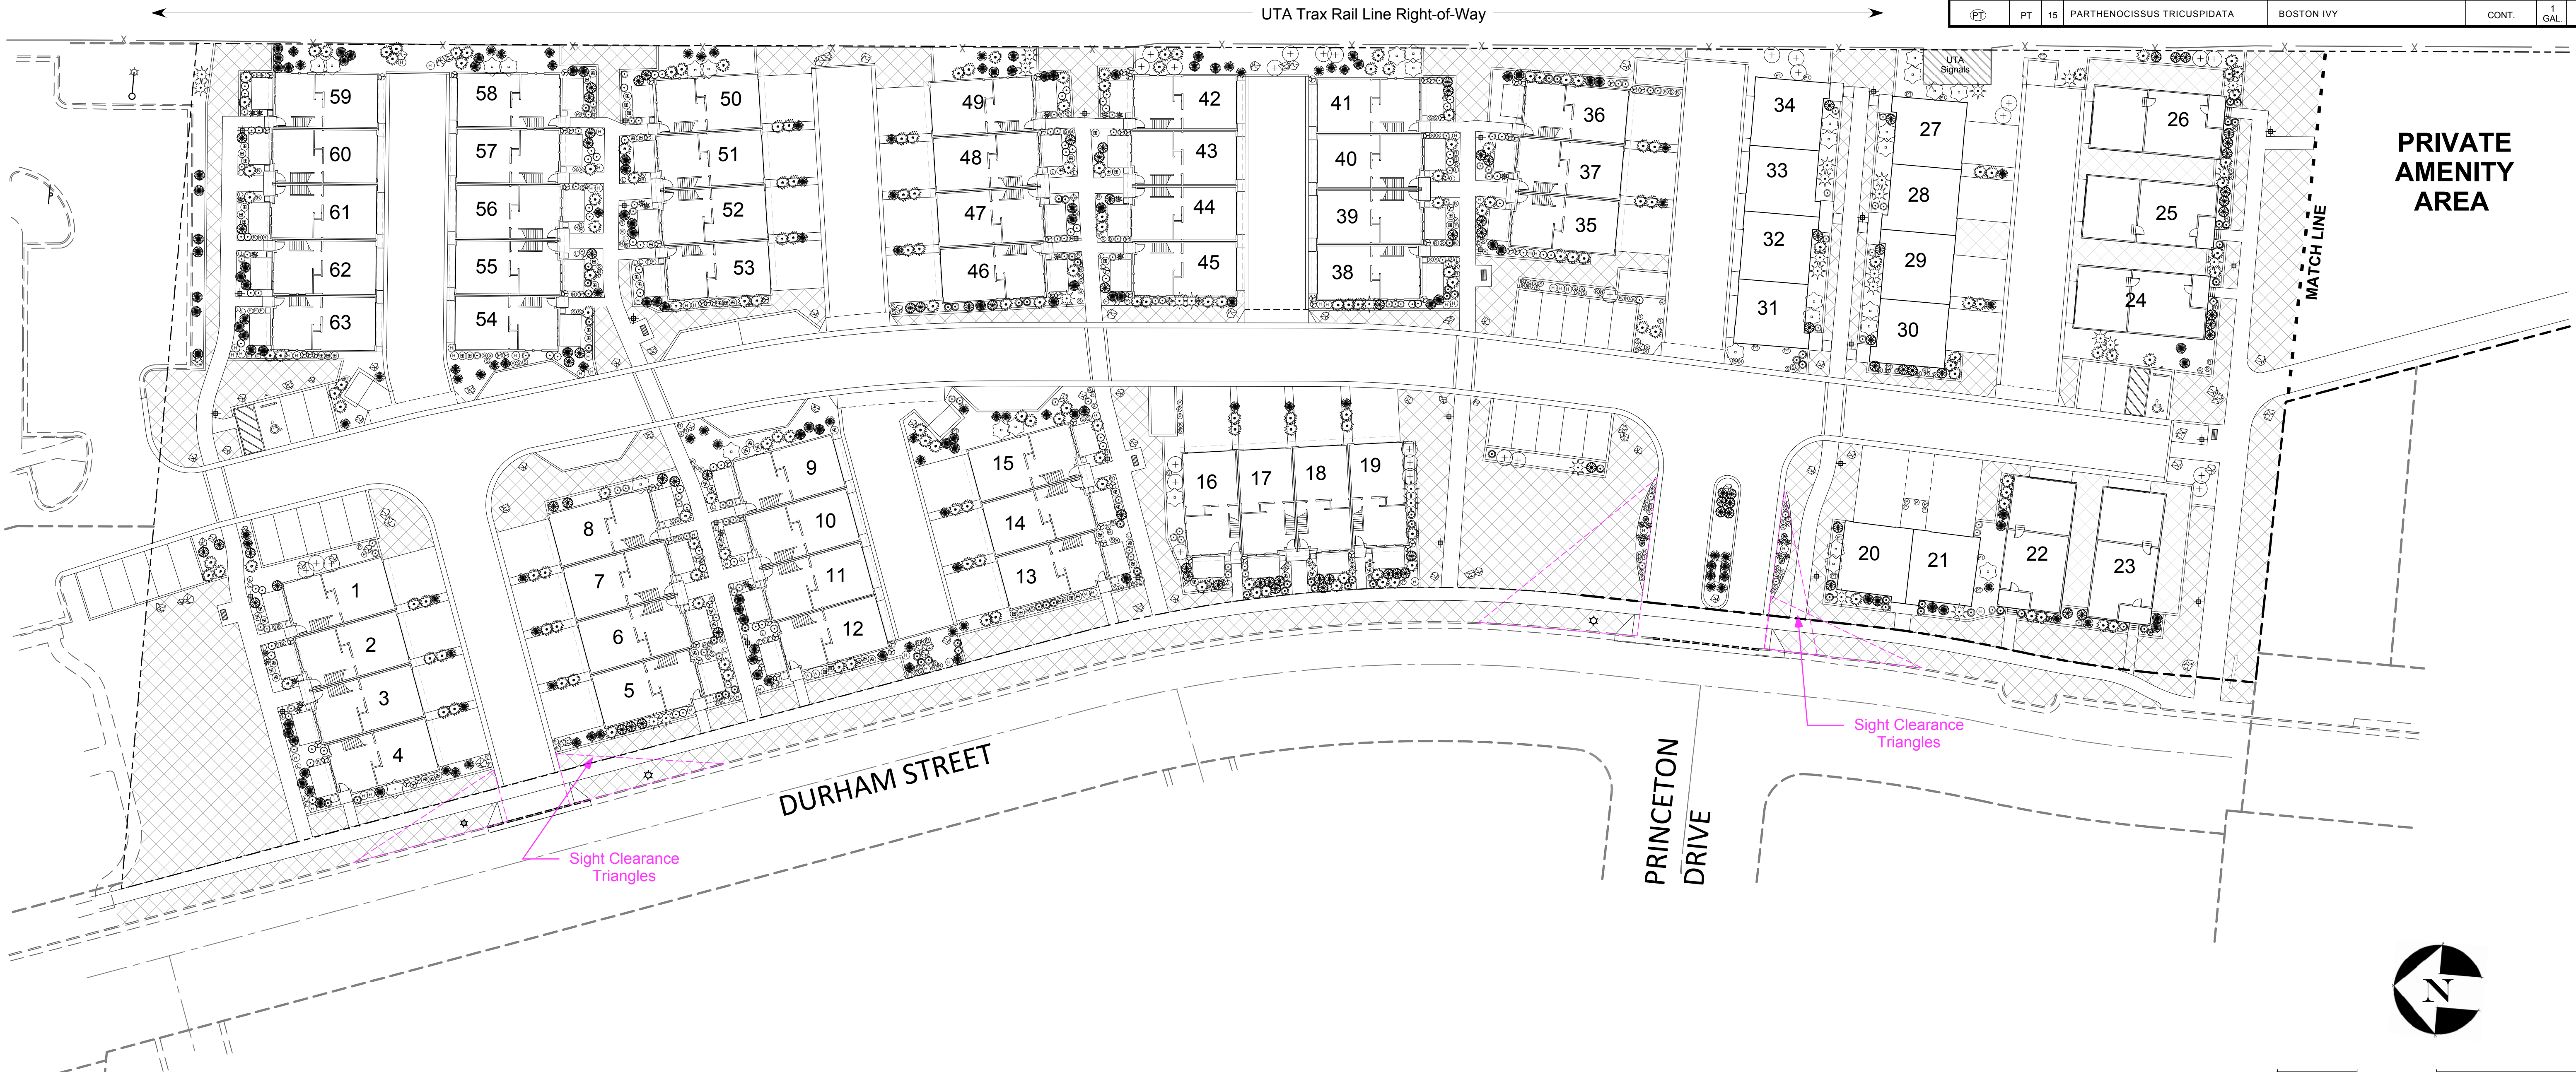 UTA Trax Rail Line Right-of-Way
PT PT 15 PARTHENOCISSUS TRICUSPIDATA BOSTON IVY CONT. 1 GAL.
UTA
Signals
PRIVATE
AMENITY
AREA
MATCH LINE
59 58 50 49 42 41 36 34 27 26
60 57 51 48 43 40 37 33 28 25
61 56 52 47 44 39 35 32 29 24
62 55 53 46 45 38 31 30
63 54
9 15 16 17 18 19
8 10 14 20 21 22 23
1 7 11 13
2 6 12
3 5
4
Sight Clearance
Triangles
Sight Clearance
Triangles
DURHAM STREET
PRINCETON
DRIVE
N